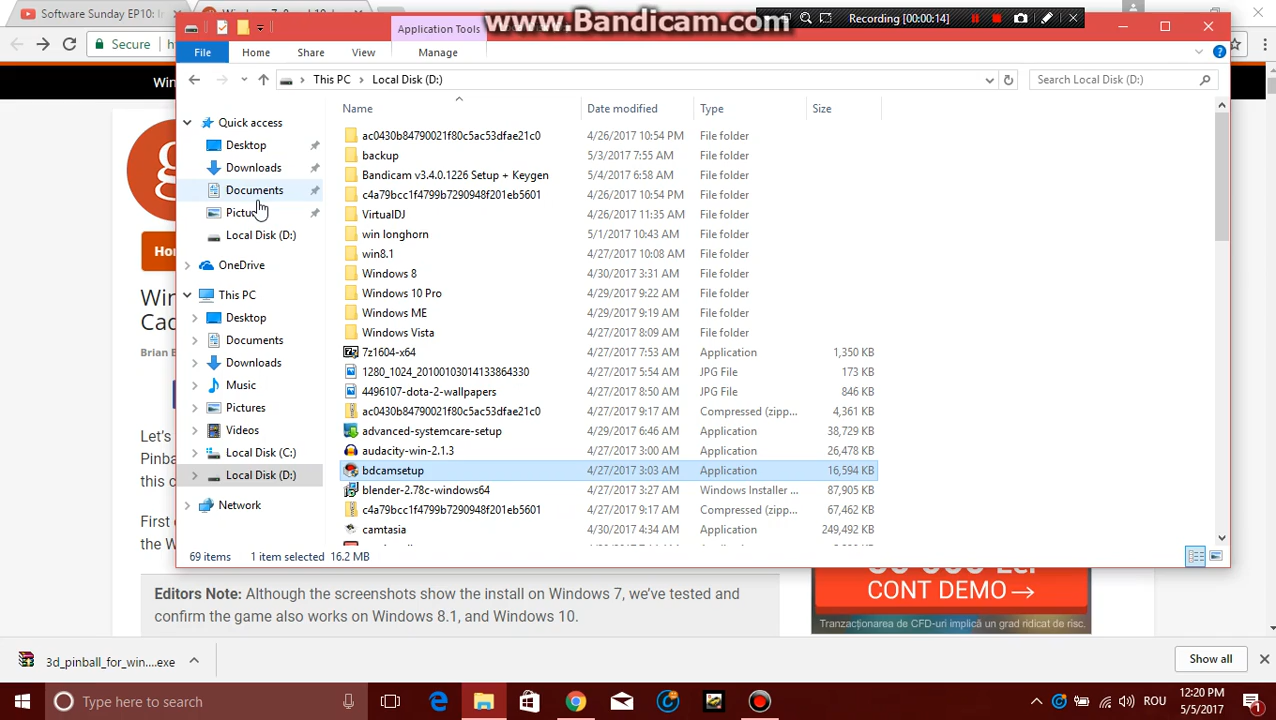 Software Sunday EP10: I
Windows 7, 8 and 10
Secure
www.Bandicam.com
Recording [00:00:14]
Application Tools
File
Home
Share
View
Manage
This PC
Local Disk (D:)
Search Local Disk (D:)
Name
Date modified
Type
Size
Quick access
Desktop
Downloads
Documents
Pictu
Local Disk (D:)
OneDrive
This PC
Desktop
Documents
Downloads
Music
Pictures
Videos
Local Disk (C:)
Local Disk (D:)
Network
ac0430b84790021f80c5ac53dfae21c0 4/26/2017 10:54 PM File folder
backup 5/3/2017 7:55 AM File folder
Bandicam v3.4.0.1226 Setup + Keygen 5/4/2017 6:58 AM File folder
c4a79bcc1f4799b7290948f201eb5601 4/26/2017 10:54 PM File folder
VirtualDJ 4/26/2017 11:35 AM File folder
win longhorn 5/1/2017 10:43 AM File folder
win8.1 4/27/2017 10:08 AM File folder
Windows 8 4/30/2017 3:31 AM File folder
Windows 10 Pro 4/29/2017 9:22 AM File folder
Windows ME 4/29/2017 9:19 AM File folder
Windows Vista 4/27/2017 8:09 AM File folder
7z1604-x64 4/27/2017 7:53 AM Application 1,350 KB
1280_1024_20100103014133864330 4/27/2017 5:54 AM JPG File 173 KB
4496107-dota-2-wallpapers 4/27/2017 8:50 AM JPG File 846 KB
ac0430b84790021f80c5ac53dfae21c0 4/27/2017 9:17 AM Compressed (zipp... 4,361 KB
advanced-systemcare-setup 4/29/2017 6:46 AM Application 38,729 KB
audacity-win-2.1.3 4/27/2017 3:00 AM Application 26,478 KB
bdcamsetup 4/27/2017 3:03 AM Application 16,594 KB
blender-2.78c-windows64 4/27/2017 3:27 AM Windows Installer ... 87,905 KB
c4a79bcc1f4799b7290948f201eb5601 4/27/2017 9:17 AM Compressed (zipp... 67,462 KB
camtasia 4/30/2017 4:34 AM Application 249,492 KB
69 items 1 item selected 16.2 MB
Win
Ho
Win
Cad
Brian B
Let's
Pinba
this c
First
the W
Editors Note: Although the screenshots show the install on Windows 7, we've tested and
confirm the game also works on Windows 8.1, and Windows 10.
CONT DEMO →
Tranzacționarea de CFD-uri implică un grad ridicat de risc.
3d_pinball_for_win....exe
Show all
Type here to search
ROU
12:20 PM
5/5/2017
1